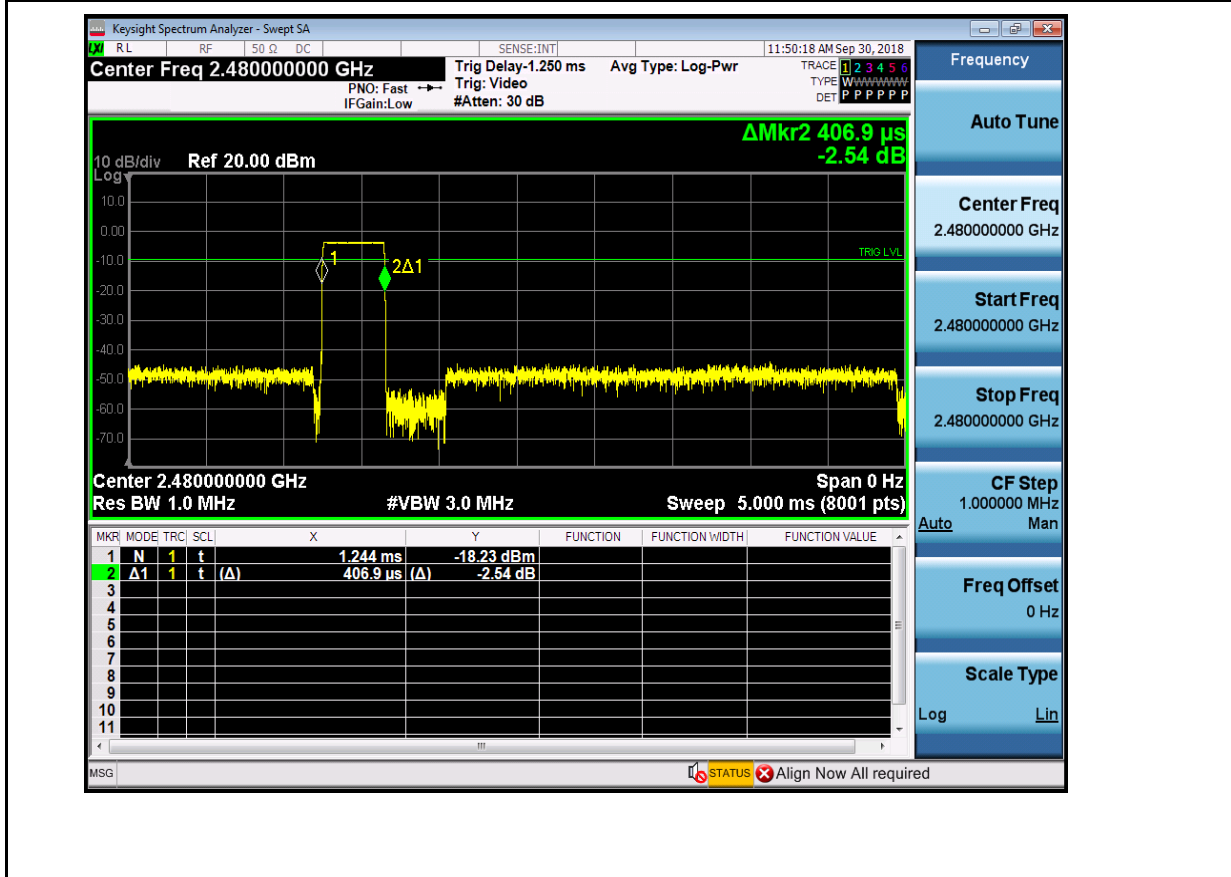 Keysight Spectrum Analyzer - Swept SA
LXI RL RF 50 Ω DC SENSE:INT 11:50:18 AM Sep 30, 2018
Center Freq 2.480000000 GHz
PNO: Fast
IFGain:Low
Trig Delay-1.250 ms
Trig: Video
#Atten: 30 dB
Avg Type: Log-Pwr
TRACE 1 2 3 4 5 6
TYPE WWWWWW
DET P P P P P P
ΔMkr2 406.9 µs
-2.54 dB
10 dB/div Ref 20.00 dBm
Log
10.0
0.00
-10.0
-20.0
-30.0
-40.0
-50.0
-60.0
-70.0
1
2Δ1
TRIG LVL
Center 2.480000000 GHz Span 0 Hz
Res BW 1.0 MHz #VBW 3.0 MHz Sweep 5.000 ms (8001 pts)
MKR MODE TRC SCL X Y FUNCTION FUNCTION WIDTH FUNCTION VALUE
1 N 1 t 1.244 ms -18.23 dBm
2 Δ1 1 t (Δ) 406.9 µs (Δ) -2.54 dB
3
4
5
6
7
8
9
10
11
MSG STATUS Align Now All required
Frequency
Auto Tune
Center Freq
2.480000000 GHz
Start Freq
2.480000000 GHz
Stop Freq
2.480000000 GHz
CF Step
1.000000 MHz
Auto Man
Freq Offset
0 Hz
Scale Type
Log Lin